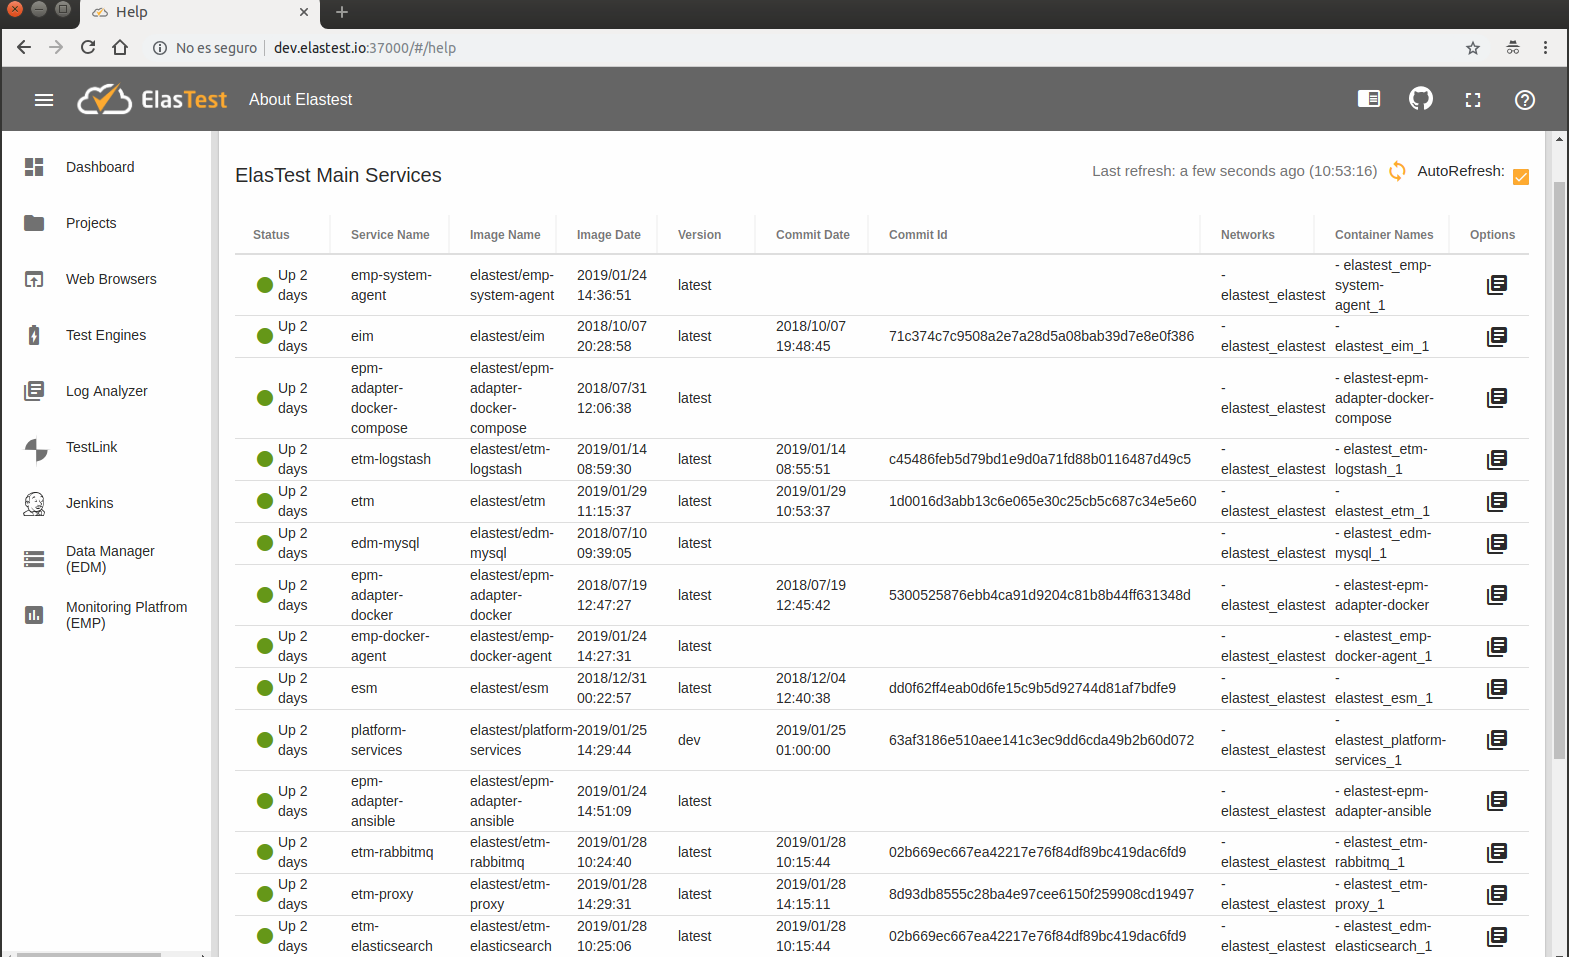 Help
No es seguro dev.elastest.io:37000/#/help
ElasTest About Elastest
Dashboard
Projects
Web Browsers
Test Engines
Log Analyzer
TestLink
Jenkins
Data Manager
(EDM)
Monitoring Platfrom
(EMP)
ElasTest Main Services
Last refresh: a few seconds ago (10:53:16) AutoRefresh:
Status Service Name Image Name Image Date Version Commit Date Commit Id Networks Container Names Options
Up 2 days emp-system-agent elastest/emp-system-agent 2019/01/24 14:36:51 latest - elastest_elastest - elastest_emp-system-agent_1
Up 2 days eim elastest/eim 2018/10/07 20:28:58 latest 2018/10/07 19:48:45 71c374c7c9508a2e7a28d5a08bab39d7e8e0f386 - elastest_elastest - elastest_eim_1
Up 2 days epm-adapter-docker-compose elastest/epm-adapter-docker-compose 2018/07/31 12:06:38 latest - elastest_elastest - elastest-epm-adapter-docker-compose
Up 2 days etm-logstash elastest/etm-logstash 2019/01/14 08:59:30 latest 2019/01/14 08:55:51 c45486feb5d79bd1e9d0a71fd88b0116487d49c5 - elastest_elastest - elastest_etm-logstash_1
Up 2 days etm elastest/etm 2019/01/29 11:15:37 latest 2019/01/29 10:53:37 1d0016d3abb13c6e065e30c25cb5c687c34e5e60 - elastest_elastest - elastest_etm_1
Up 2 days edm-mysql elastest/edm-mysql 2018/07/10 09:39:05 latest - elastest_elastest - elastest_edm-mysql_1
Up 2 days epm-adapter-docker elastest/epm-adapter-docker 2018/07/19 12:47:27 latest 2018/07/19 12:45:42 5300525876ebb4ca91d9204c81b8b44ff631348d - elastest_elastest - elastest-epm-adapter-docker
Up 2 days emp-docker-agent elastest/emp-docker-agent 2019/01/24 14:27:31 latest - elastest_elastest - elastest_emp-docker-agent_1
Up 2 days esm elastest/esm 2018/12/31 00:22:57 latest 2018/12/04 12:40:38 dd0f62ff4eab0d6fe15c9b5d92744d81af7bdfe9 - elastest_elastest - elastest_esm_1
Up 2 days platform-services elastest/platform-services 2019/01/25 14:29:44 dev 2019/01/25 01:00:00 63af3186e510aee141c3ec9dd6cda49b2b60d072 - elastest_elastest - elastest_platform-services_1
Up 2 days epm-adapter-ansible elastest/epm-adapter-ansible 2019/01/24 14:51:09 latest - elastest_elastest - elastest-epm-adapter-ansible
Up 2 days etm-rabbitmq elastest/etm-rabbitmq 2019/01/28 10:24:40 latest 2019/01/28 10:15:44 02b669ec667ea42217e76f84df89bc419dac6fd9 - elastest_elastest - elastest_etm-rabbitmq_1
Up 2 days etm-proxy elastest/etm-proxy 2019/01/28 14:29:31 latest 2019/01/28 14:15:11 8d93db8555c28ba4e97cee6150f259908cd19497 - elastest_elastest - elastest_etm-proxy_1
Up 2 days etm-elasticsearch elastest/etm-elasticsearch 2019/01/28 10:25:06 latest 2019/01/28 10:15:44 02b669ec667ea42217e76f84df89bc419dac6fd9 - elastest_elastest - elastest_edm-elasticsearch_1